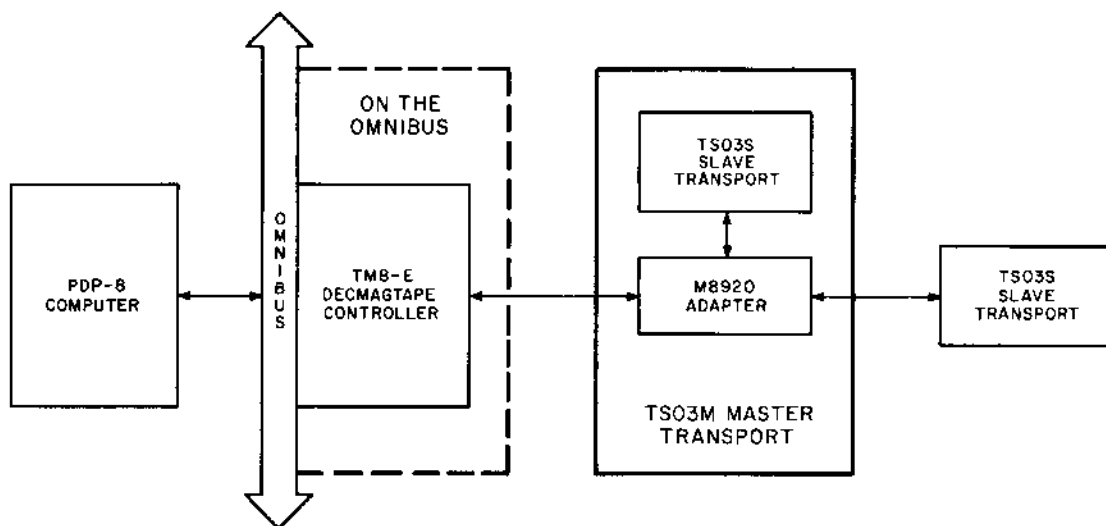 PDP-8
COMPUTER
OMNIBUS
ON THE
OMNIBUS
TM8-E
DECMAGTAPE
CONTROLLER
TS03S
SLAVE
TRANSPORT
M8920
ADAPTER
TS03M MASTER
TRANSPORT
TS03S
SLAVE
TRANSPORT